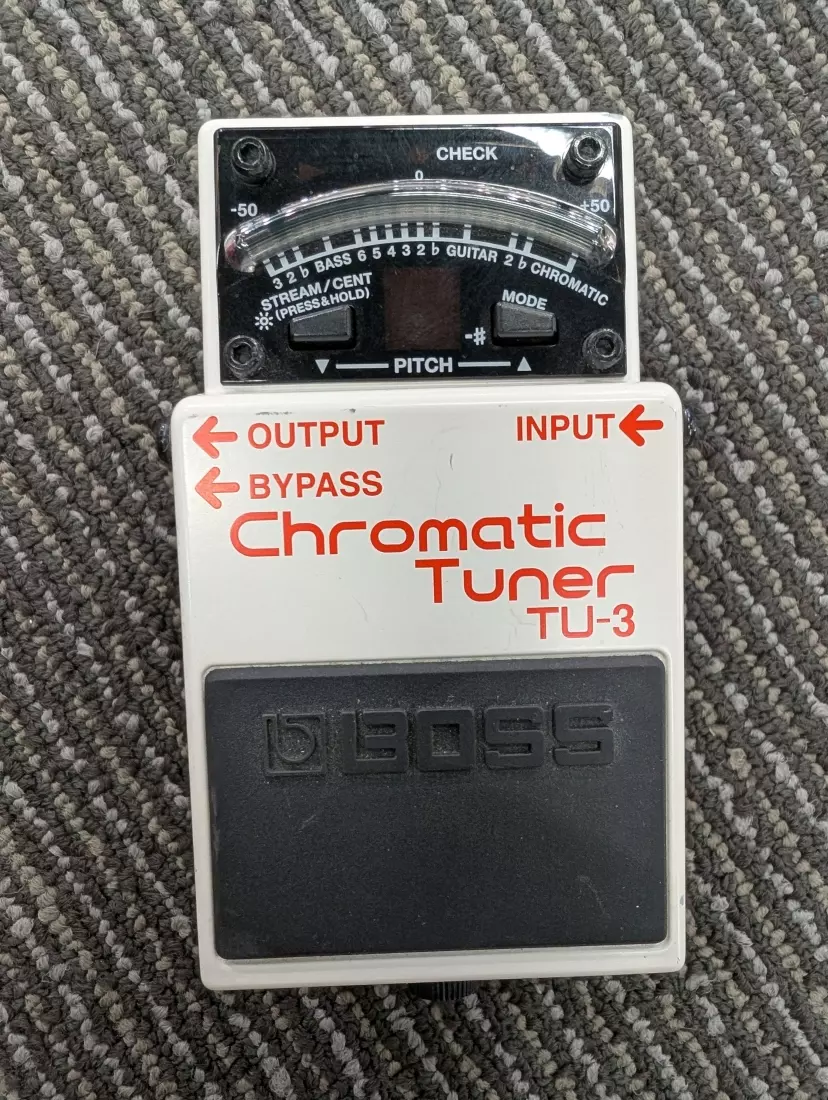 CHECK
0
-50 +50
3 2 ♭ BASS 6 5 4 3 2 ♭ GUITAR 2 ♭ CHROMATIC
STREAM/CENT
(PRESS&HOLD)
MODE
-#
▼ PITCH ▲
← OUTPUT INPUT ←
← BYPASS
Chromatic
Tuner
TU-3
b BOSS